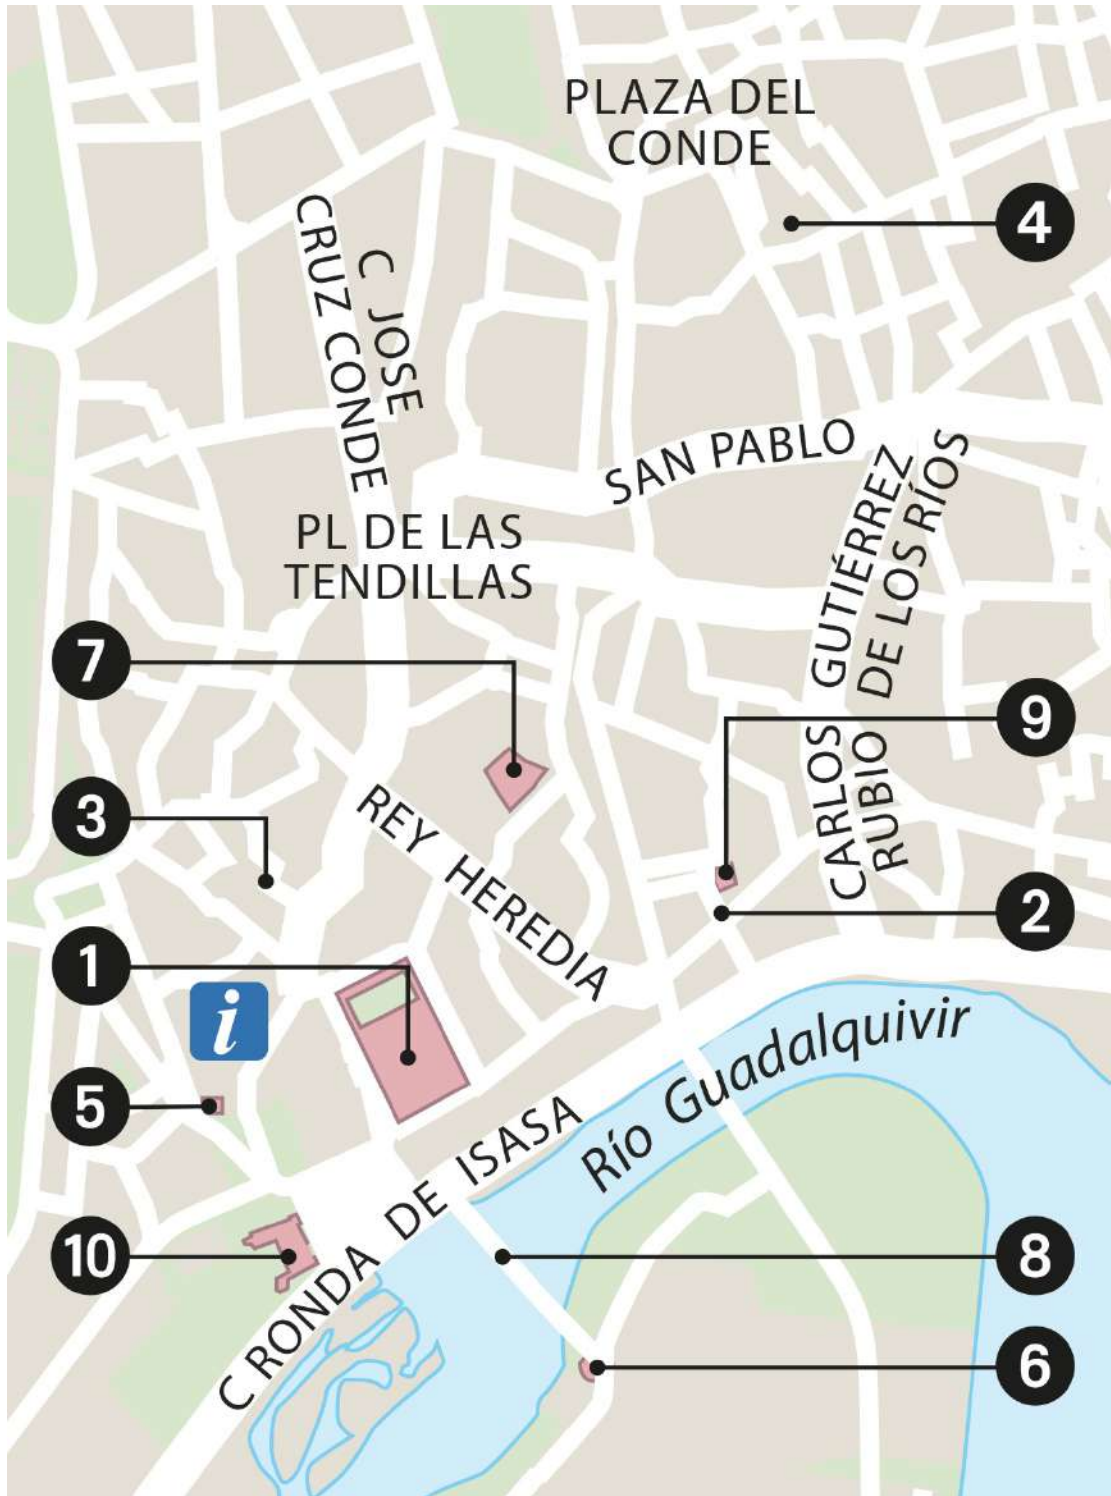 PLAZA DEL
CONDE
4
C JOSE
CRUZ CONDE
SAN PABLO
PL DE LAS
TENDILLAS
CARLOS GUTIÉRREZ
RUBIO DE LOS RÍOS
7
9
3
REY HEREDIA
2
1
i
Río Guadalquivir
5
C RONDA DE ISASA
10
8
6